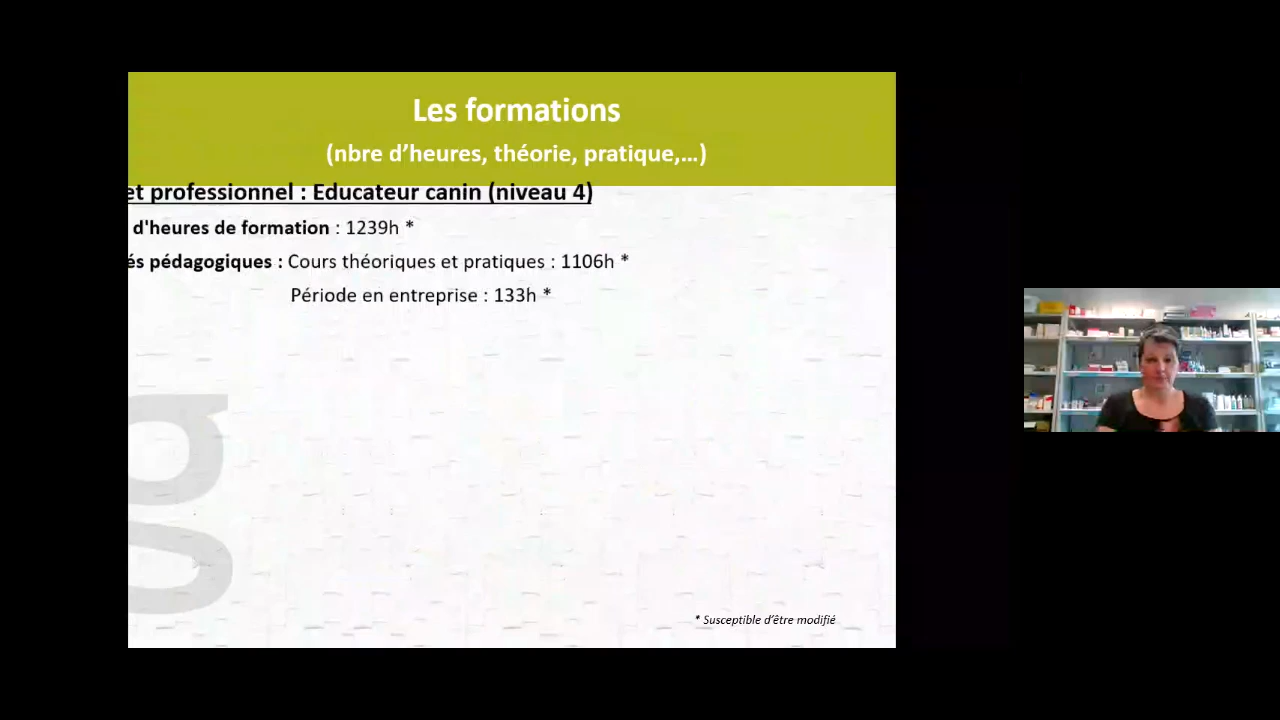 Les formations
(nbre d’heures, théorie, pratique,...)
et professionnel : Educateur canin (niveau 4)
d'heures de formation : 1239h *
és pédagogiques : Cours théoriques et pratiques : 1106h *
Période en entreprise : 133h *
g
* Susceptible d’être modifié